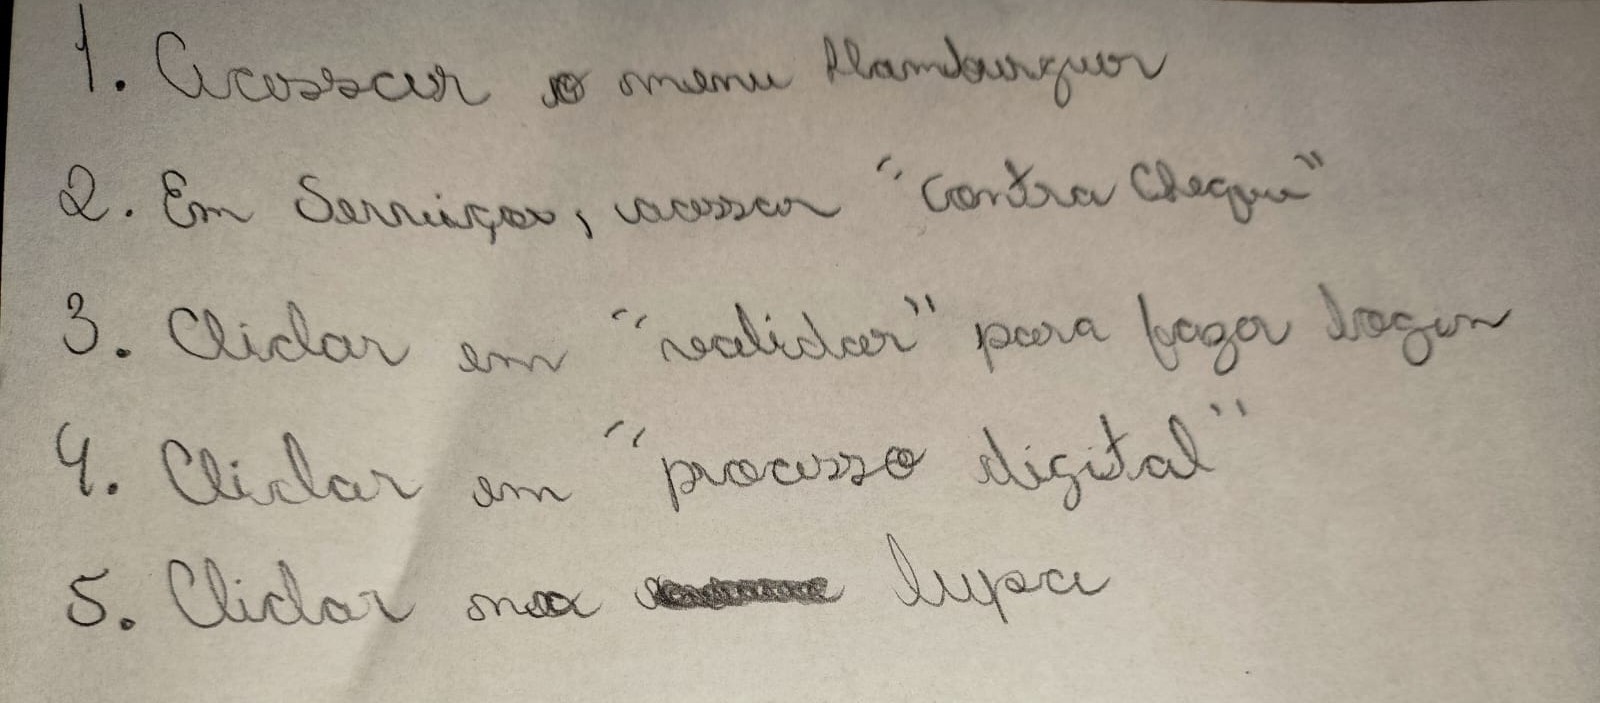 1. Acessar o menu Hamburguer
2. Em Serviços, acessar "Contra Cheque"
3. Clicar em "validar" para fazer login
4. Clicar em "processo digital"
5. Clicar na lupa